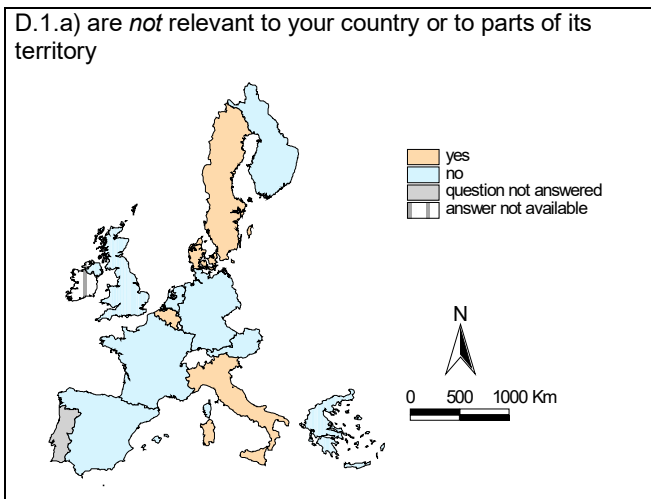 D.1.a) are not relevant to your country or to parts of its
territory
yes
no
question not answered
answer not available
N
0 500 1000 Km